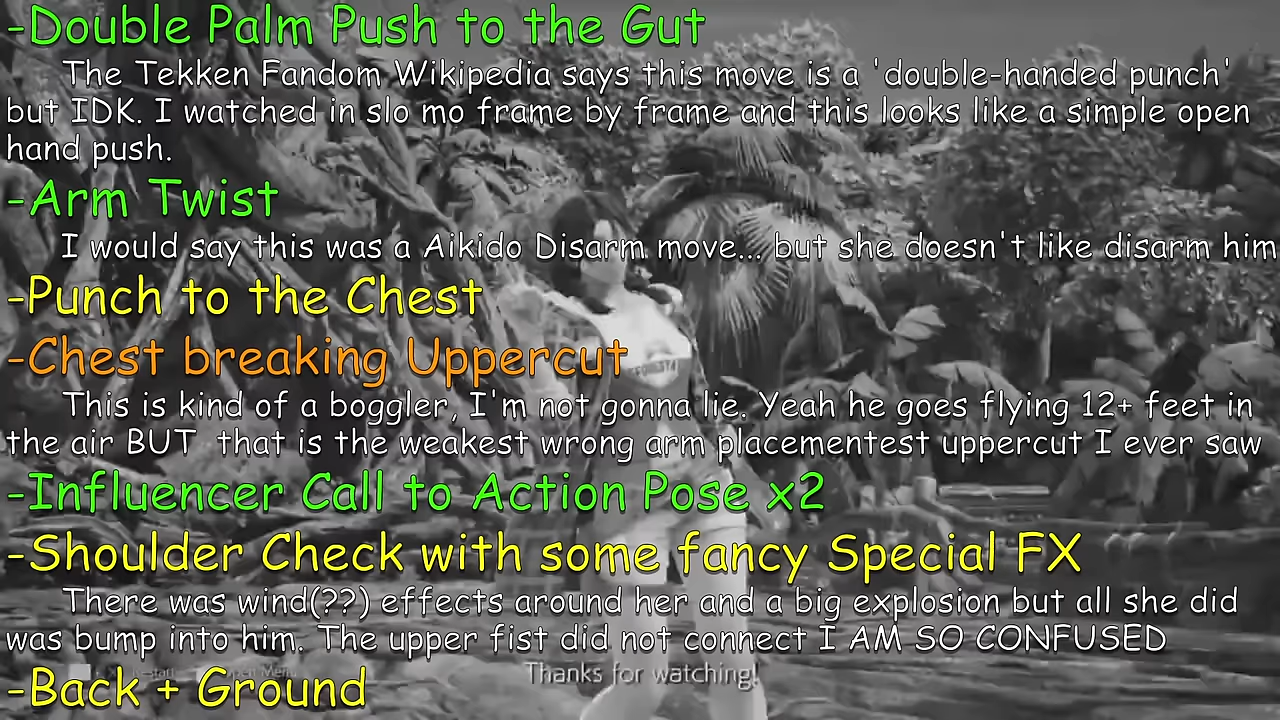 -Double Palm Push to the Gut
The Tekken Fandom Wikipedia says this move is a 'double-handed punch'
but IDK. I watched in slo mo frame by frame and this looks like a simple open
hand push.
-Arm Twist
I would say this was a Aikido Disarm move... but she doesn't like disarm him
-Punch to the Chest
-Chest breaking Uppercut
This is kind of a boggler, I'm not gonna lie. Yeah he goes flying 12+ feet in
the air BUT that is the weakest wrong arm placementest uppercut I ever saw
-Influencer Call to Action Pose x2
-Shoulder Check with some fancy Special FX
There was wind(??) effects around her and a big explosion but all she did
was bump into him. The upper fist did not connect I AM SO CONFUSED
Thanks for watching!
-Back + Ground